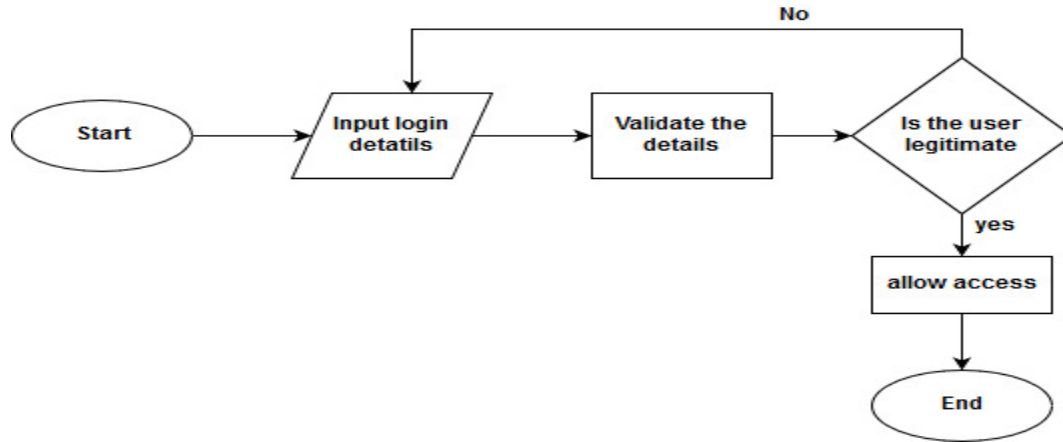 No
Start
Input login
detatils
Validate the
details
Is the user
legitimate
yes
allow access
End